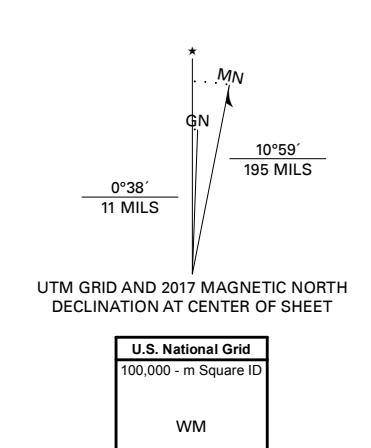 ★
MN
GN
10°59´
195 MILS
0°38´
11 MILS
UTM GRID AND 2017 MAGNETIC NORTH
DECLINATION AT CENTER OF SHEET
U.S. National Grid
100,000 - m Square ID
WM